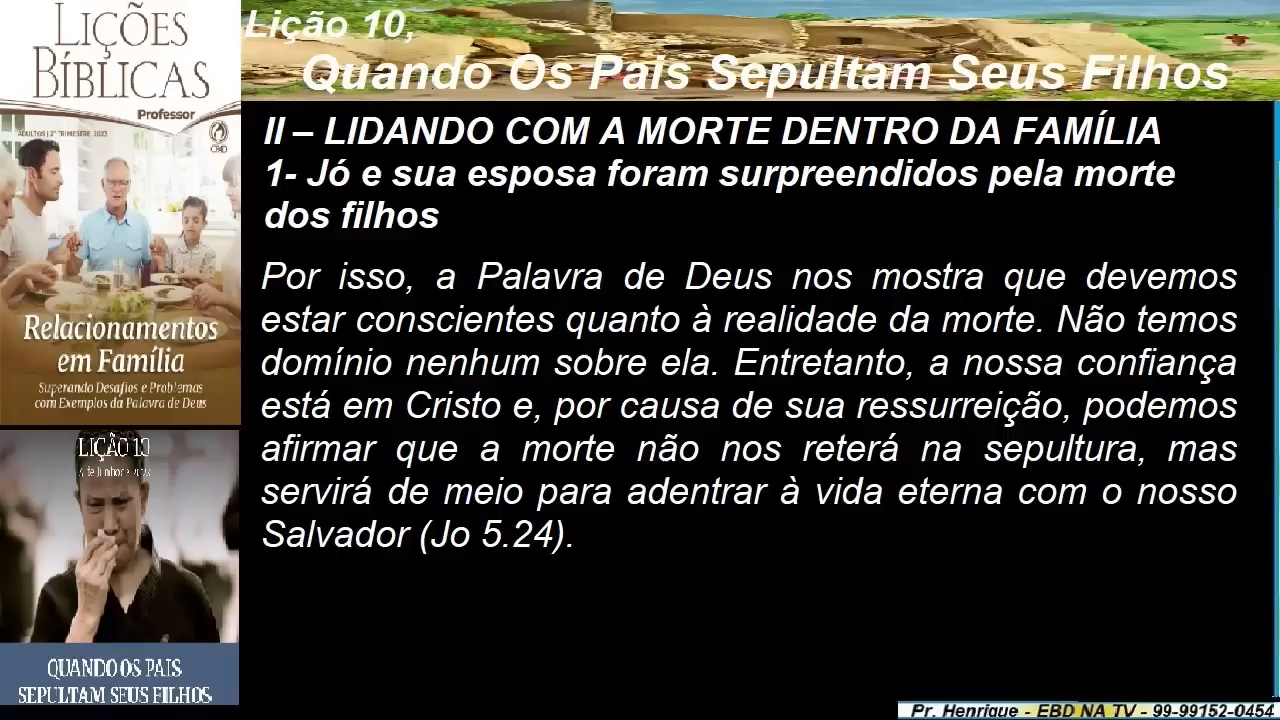 LIÇÕES
BÍBLICAS
Professor
ADULTOS | 2º TRIMESTRE 2023
CPAD
Relacionamentos
em Família
Superando Desafios e Problemas
com Exemplos da Palavra de Deus
LIÇÃO 10
QUANDO OS PAIS
SEPULTAM SEUS FILHOS
Lição 10,
Quando Os Pais Sepultam Seus Filhos
II – LIDANDO COM A MORTE DENTRO DA FAMÍLIA
1- Jó e sua esposa foram surpreendidos pela morte
dos filhos
Por isso, a Palavra de Deus nos mostra que devemos
estar conscientes quanto à realidade da morte. Não temos
domínio nenhum sobre ela. Entretanto, a nossa confiança
está em Cristo e, por causa de sua ressurreição, podemos
afirmar que a morte não nos reterá na sepultura, mas
servirá de meio para adentrar à vida eterna com o nosso
Salvador (Jo 5.24).
Pr. Henrique - EBD NA TV - 99-99152-0454